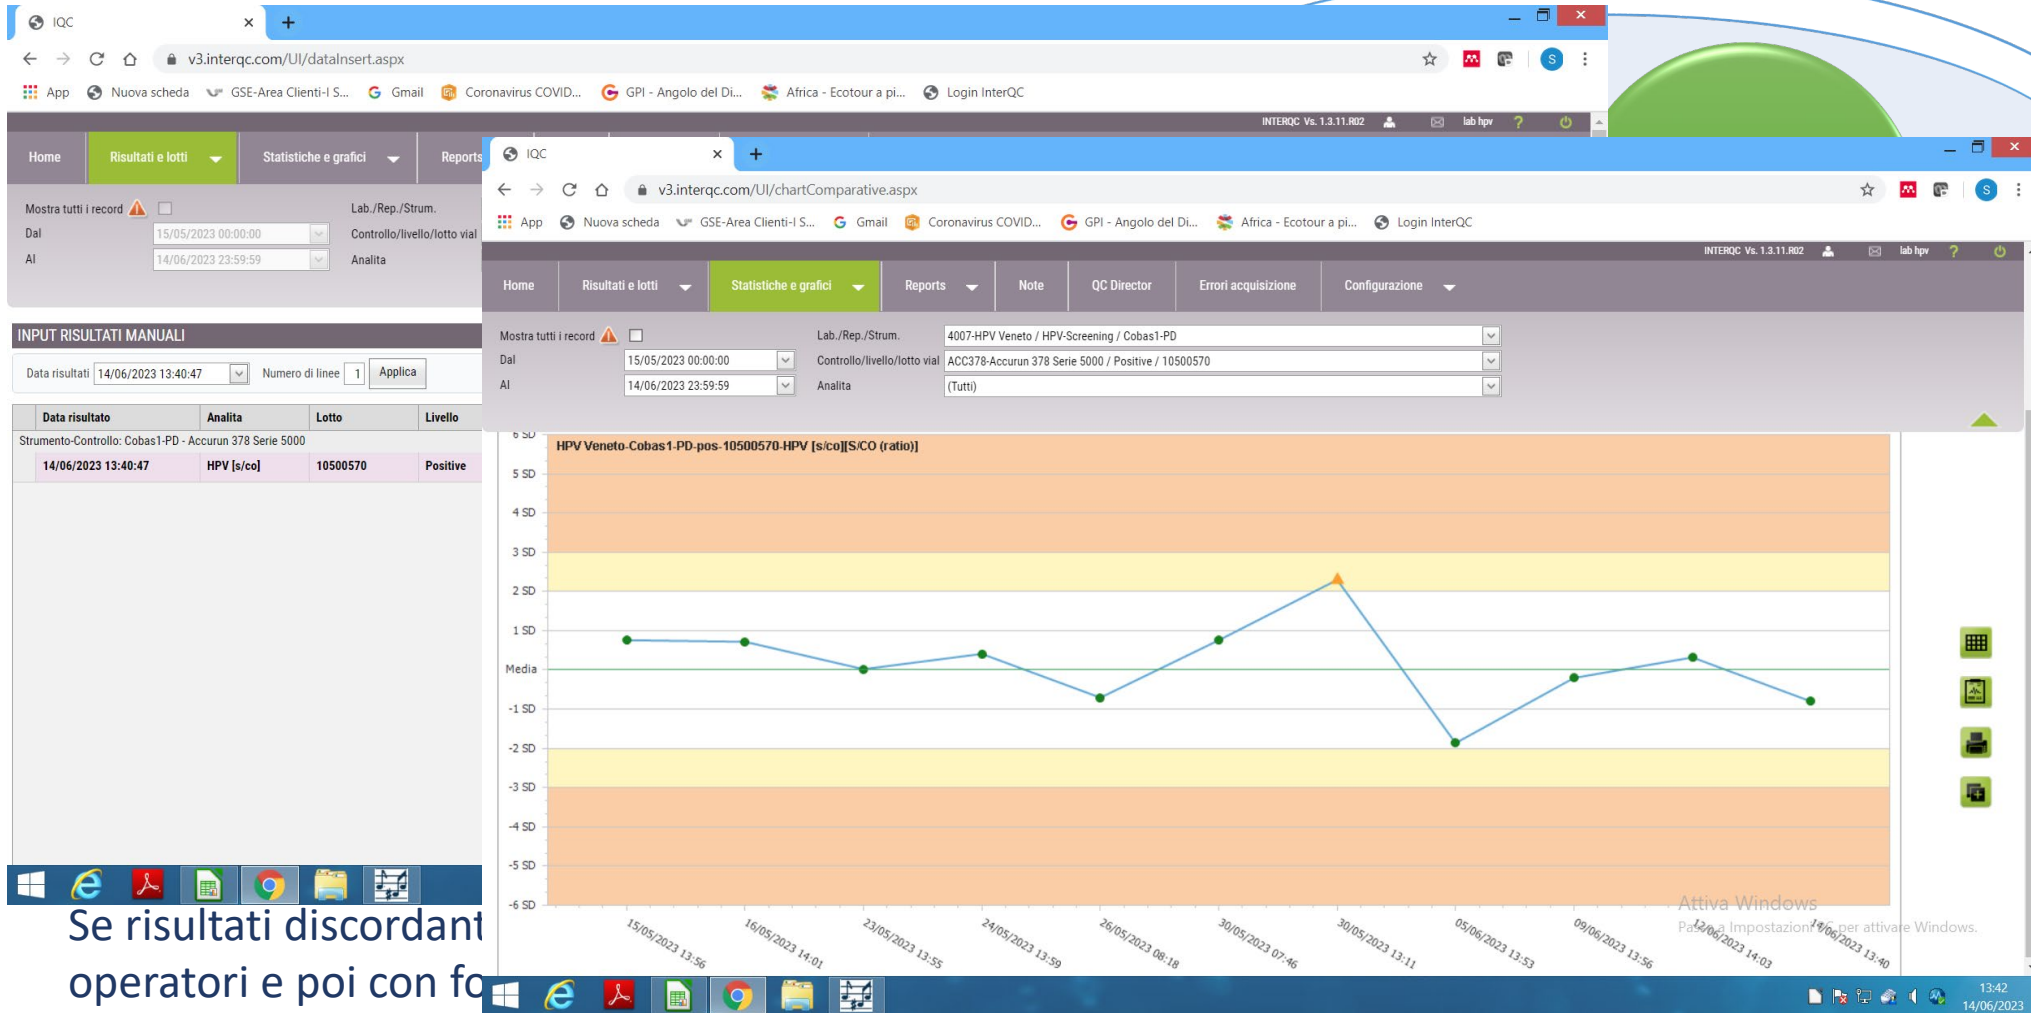 IQC
v3.interqc.com/UI/dataInsert.aspx
App Nuova scheda GSE-Area Clienti-I S... Gmail Coronavirus COVID... GPI - Angolo del Di... Africa - Ecotour a pi... Login InterQC
INTERQC Vs. 1.3.11.R02 lab hpv ?
Home Risultati e lotti Statistiche e grafici Reports
Mostra tutti i record Lab./Rep./Strum.
Dal 15/05/2023 00:00:00 Controllo/livello/lotto vial
Al 14/06/2023 23:59:59 Analita
INPUT RISULTATI MANUALI
Data risultati 14/06/2023 13:40:47 Numero di linee 1 Applica
Data risultato Analita Lotto Livello
Strumento-Controllo: Cobas1-PD - Accurun 378 Serie 5000
14/06/2023 13:40:47 HPV [s/co] 10500570 Positive
Se risultati discordant
operatori e poi con fo
IQC
v3.interqc.com/UI/chartComparative.aspx
App Nuova scheda GSE-Area Clienti-I S... Gmail Coronavirus COVID... GPI - Angolo del Di... Africa - Ecotour a pi... Login InterQC
INTERQC Vs. 1.3.11.R02 lab hpv ?
Home Risultati e lotti Statistiche e grafici Reports Note QC Director Errori acquisizione Configurazione
Mostra tutti i record Lab./Rep./Strum. 4007-HPV Veneto / HPV-Screening / Cobas1-PD
Dal 15/05/2023 00:00:00 Controllo/livello/lotto vial ACC378-Accurun 378 Serie 5000 / Positive / 10500570
Al 14/06/2023 23:59:59 Analita (Tutti)
HPV Veneto-Cobas1-PD-pos-10500570-HPV [s/co][S/CO (ratio)]
6 SD
5 SD
4 SD
3 SD
2 SD
1 SD
Media
-1 SD
-2 SD
-3 SD
-4 SD
-5 SD
-6 SD
15/05/2023 13:56
16/05/2023 14:01
23/05/2023 13:55
24/05/2023 13:59
26/05/2023 08:18
30/05/2023 07:46
30/05/2023 13:11
05/06/2023 13:53
09/06/2023 13:56
12/06/2023 14:03
14/06/2023 13:40
Attiva Windows
Impostazioni per attivare Windows.
13:42
14/06/2023